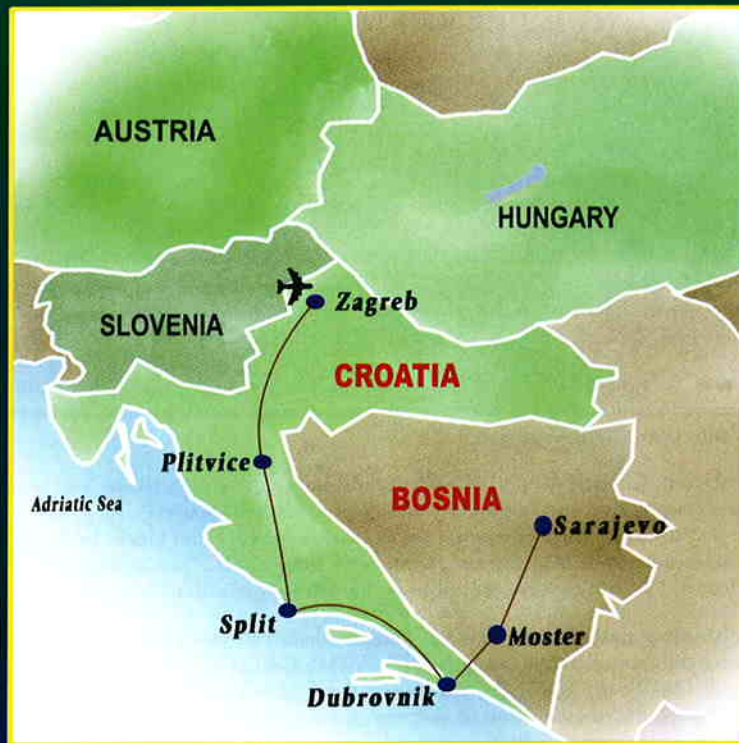 AUSTRIA
HUNGARY
SLOVENIA
Zagreb
CROATIA
Plitvice
Adriatic Sea
BOSNIA
Sarajevo
Split
Moster
Dubrovnik